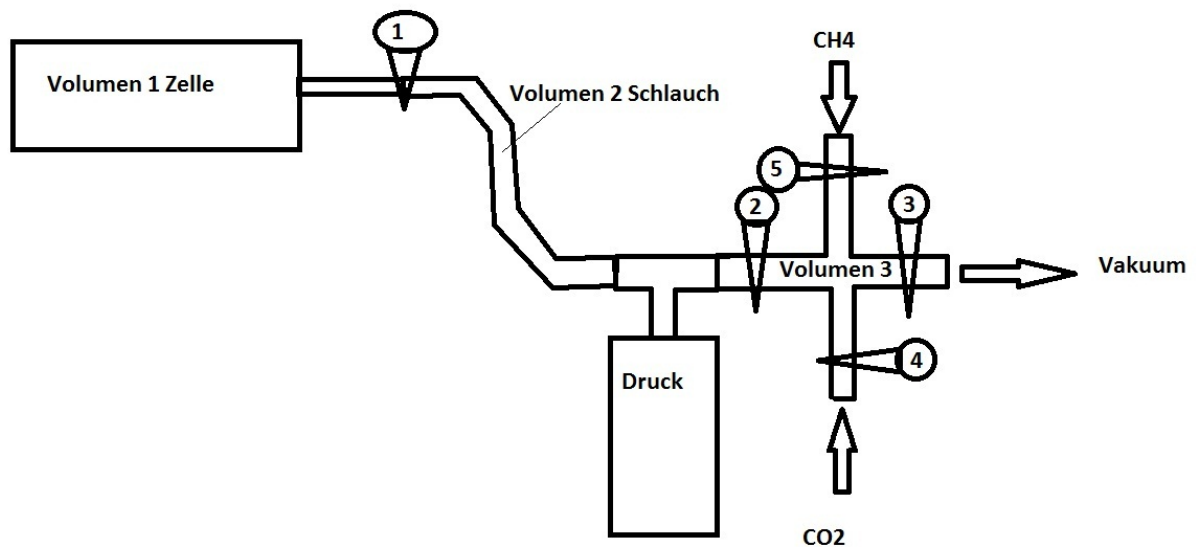 1
CH4
Volumen 1 Zelle
Volumen 2 Schlauch
5
2
3
Volumen 3
Vakuum
4
Druck
CO2